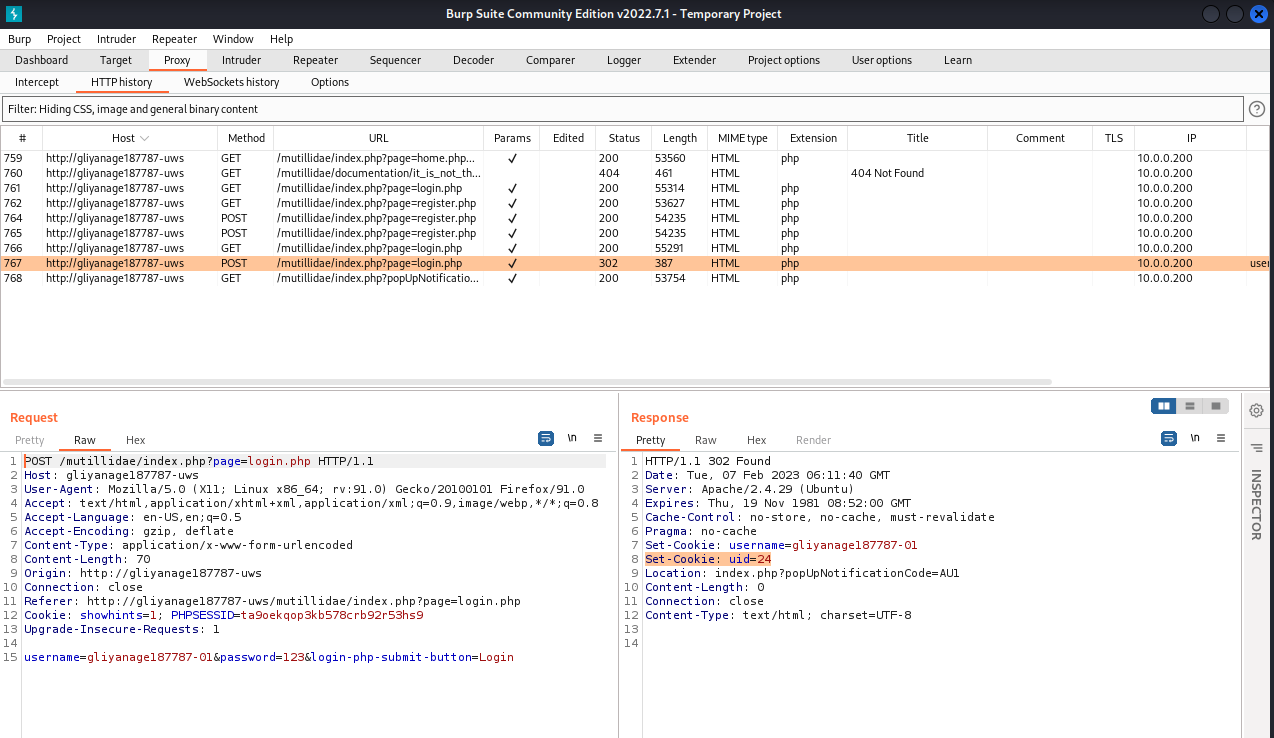 Burp Suite Community Edition v2022.7.1 - Temporary Project
Burp Project Intruder Repeater Window Help
Dashboard Target Proxy Intruder Repeater Sequencer Decoder Comparer Logger Extender Project options User options Learn
Intercept HTTP history WebSockets history Options
Filter: Hiding CSS, image and general binary content
# Host Method URL Params Edited Status Length MIME type Extension Title Comment TLS IP
759 http://gliyanage187787-uws GET /mutillidae/index.php?page=home.php... ✓ 200 53560 HTML php 10.0.0.200
760 http://gliyanage187787-uws GET /mutillidae/documentation/it_is_not_th... 404 461 HTML 404 Not Found 10.0.0.200
761 http://gliyanage187787-uws GET /mutillidae/index.php?page=login.php ✓ 200 55314 HTML php 10.0.0.200
762 http://gliyanage187787-uws GET /mutillidae/index.php?page=register.php ✓ 200 53627 HTML php 10.0.0.200
764 http://gliyanage187787-uws POST /mutillidae/index.php?page=register.php ✓ 200 54235 HTML php 10.0.0.200
765 http://gliyanage187787-uws POST /mutillidae/index.php?page=register.php ✓ 200 54235 HTML php 10.0.0.200
766 http://gliyanage187787-uws GET /mutillidae/index.php?page=login.php ✓ 200 55291 HTML php 10.0.0.200
767 http://gliyanage187787-uws POST /mutillidae/index.php?page=login.php ✓ 302 387 HTML php 10.0.0.200 user
768 http://gliyanage187787-uws GET /mutillidae/index.php?popUpNotificatio... ✓ 200 53754 HTML php 10.0.0.200
Request
Pretty Raw Hex \n
1 POST /mutillidae/index.php?page=login.php HTTP/1.1
2 Host: gliyanage187787-uws
3 User-Agent: Mozilla/5.0 (X11; Linux x86_64; rv:91.0) Gecko/20100101 Firefox/91.0
4 Accept: text/html,application/xhtml+xml,application/xml;q=0.9,image/webp,*/*;q=0.8
5 Accept-Language: en-US,en;q=0.5
6 Accept-Encoding: gzip, deflate
7 Content-Type: application/x-www-form-urlencoded
8 Content-Length: 70
9 Origin: http://gliyanage187787-uws
10 Connection: close
11 Referer: http://gliyanage187787-uws/mutillidae/index.php?page=login.php
12 Cookie: showhints=1; PHPSESSID=ta9oekqop3kb578crb92r53hs9
13 Upgrade-Insecure-Requests: 1
14
15 username=gliyanage187787-01&password=123&login-php-submit-button=Login
Response
Pretty Raw Hex Render \n
1 HTTP/1.1 302 Found
2 Date: Tue, 07 Feb 2023 06:11:40 GMT
3 Server: Apache/2.4.29 (Ubuntu)
4 Expires: Thu, 19 Nov 1981 08:52:00 GMT
5 Cache-Control: no-store, no-cache, must-revalidate
6 Pragma: no-cache
7 Set-Cookie: username=gliyanage187787-01
8 Set-Cookie: uid=24
9 Location: index.php?popUpNotificationCode=AU1
10 Content-Length: 0
11 Connection: close
12 Content-Type: text/html; charset=UTF-8
13
14
INSPECTOR